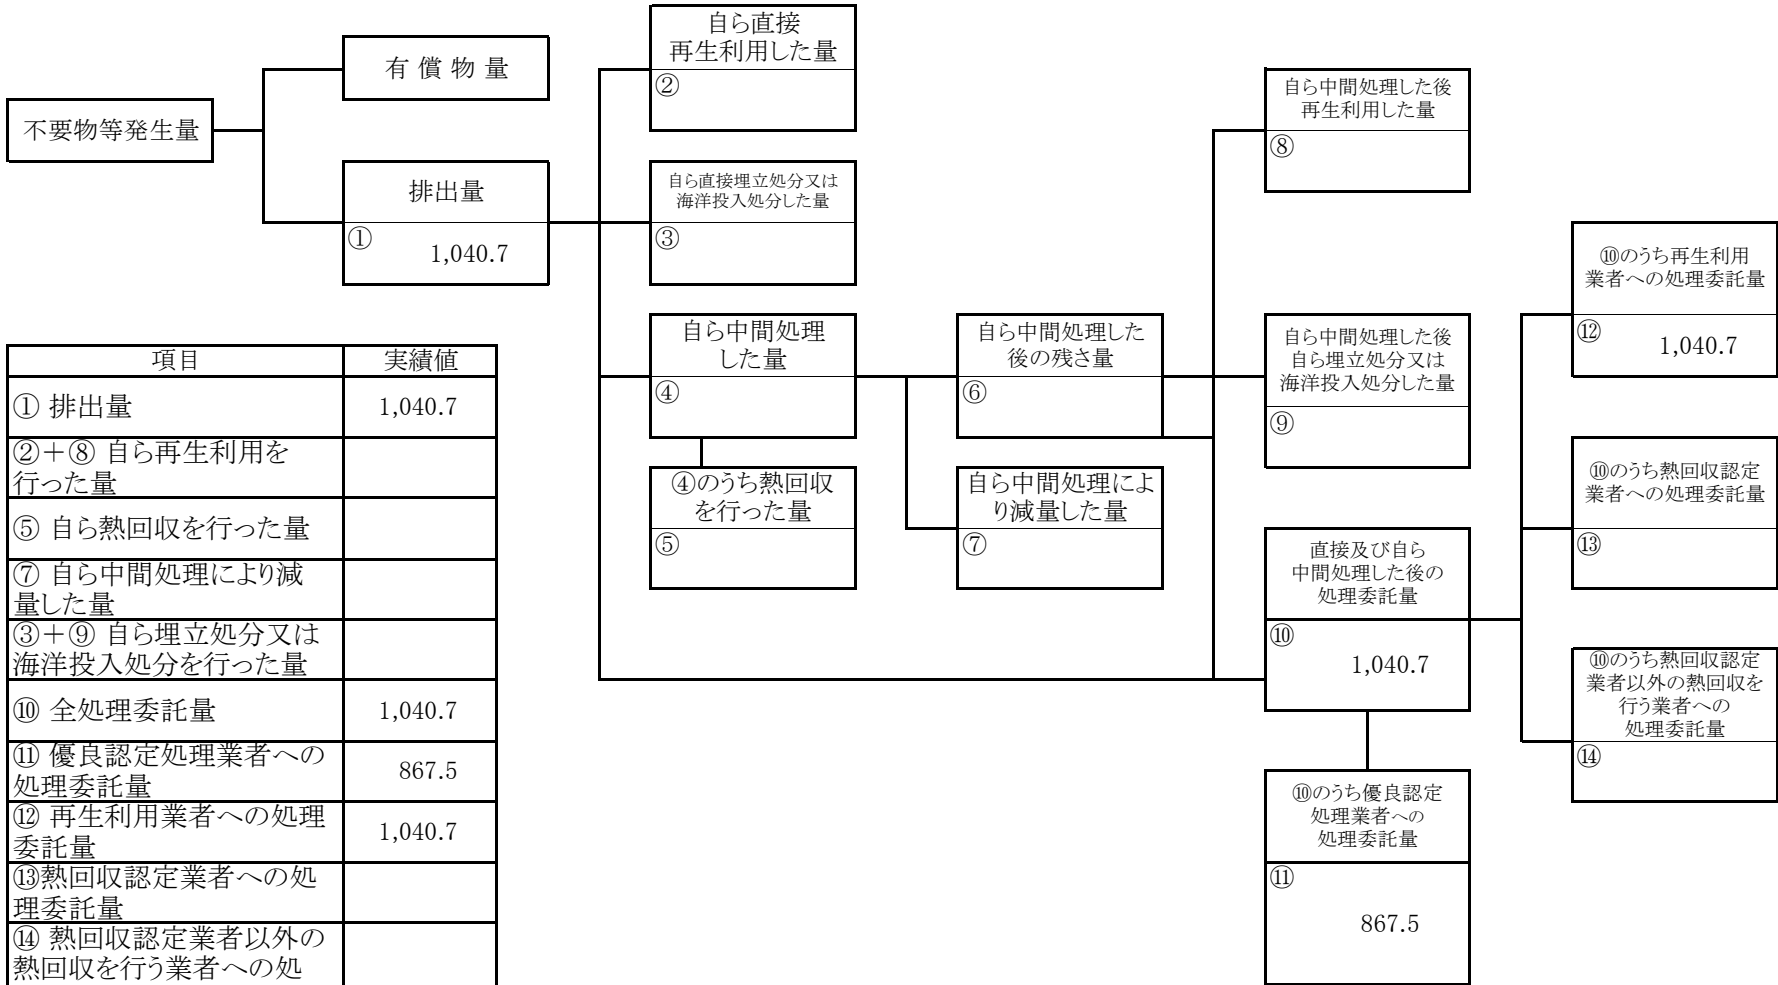 不要物等発生量
有償物量
排出量
①
1,040.7
自ら直接
再生利用した量
②
自ら直接埋立処分又は
海洋投入処分した量
③
自ら中間処理
した量
④
④のうち熱回収
を行った量
⑤
自ら中間処理した
後の残さ量
⑥
自ら中間処理によ
り減量した量
⑦
自ら中間処理した後
再生利用した量
⑧
自ら中間処理した後
自ら埋立処分又は
海洋投入処分した量
⑨
直接及び自ら
中間処理した後の
処理委託量
⑩
1,040.7
⑩のうち優良認定
処理業者への
処理委託量
⑪
867.5
⑩のうち再生利用
業者への処理委託量
⑫
1,040.7
⑩のうち熱回収認定
業者への処理委託量
⑬
⑩のうち熱回収認定
業者以外の熱回収を
行う業者への
処理委託量
⑭
項目 実績値
① 排出量 1,040.7
②+⑧ 自ら再生利用を
行った量
⑤ 自ら熱回収を行った量
⑦ 自ら中間処理により減
量した量
③+⑨ 自ら埋立処分又は
海洋投入処分を行った量
⑩ 全処理委託量 1,040.7
⑪ 優良認定処理業者への
処理委託量 867.5
⑫ 再生利用業者への処理
委託量 1,040.7
⑬熱回収認定業者への処
理委託量
⑭ 熱回収認定業者以外の
熱回収を行う業者への処